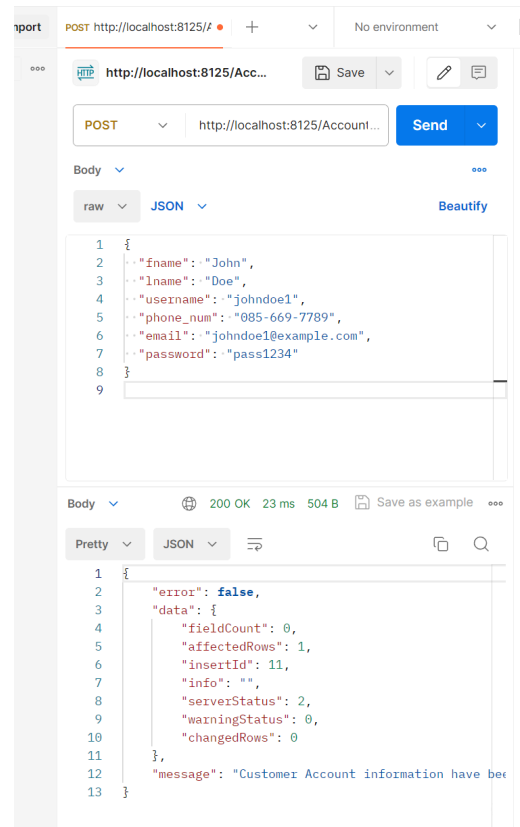 nport POST http://localhost:8125/A No environment
http://localhost:8125/Acc... Save
POST http://localhost:8125/Account... Send
Body
raw JSON Beautify
1 {
2 "fname": "John",
3 "lname": "Doe",
4 "username": "johndoe1",
5 "phone_num": "085-669-7789",
6 "email": "johndoe1@example.com",
7 "password": "pass1234"
8 }
9
Body 200 OK 23 ms 504 B Save as example
Pretty JSON
1 {
2 "error": false,
3 "data": {
4 "fieldCount": 0,
5 "affectedRows": 1,
6 "insertId": 11,
7 "info": "",
8 "serverStatus": 2,
9 "warningStatus": 0,
10 "changedRows": 0
11 },
12 "message": "Customer Account information have bee
13 }